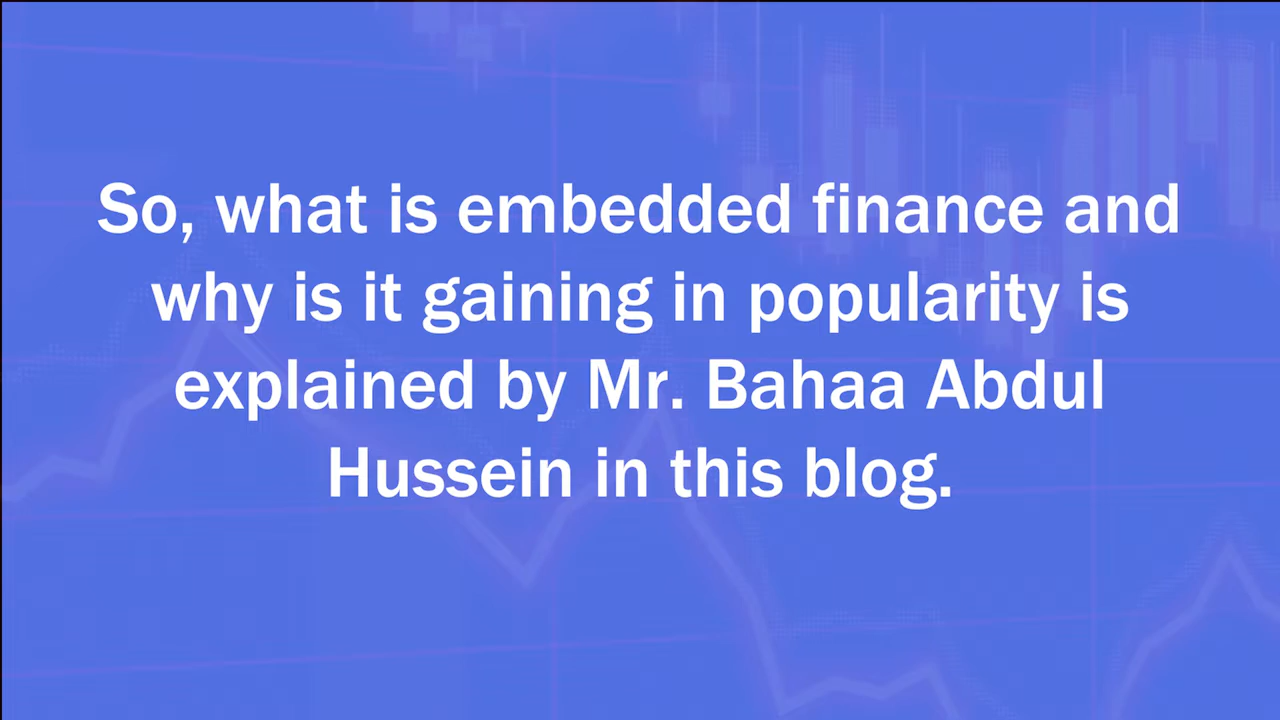 So, what is embedded finance and
why is it gaining in popularity is
explained by Mr. Bahaa Abdul
Hussein in this blog.